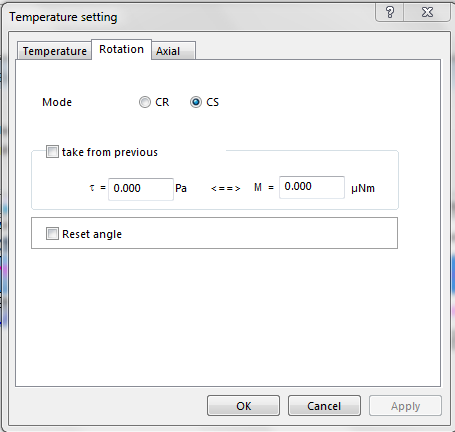 Temperature setting
Temperature Rotation Axial
Mode CR CS
take from previous
τ = 0.000 Pa <==> M = 0.000 µNm
Reset angle
OK Cancel Apply